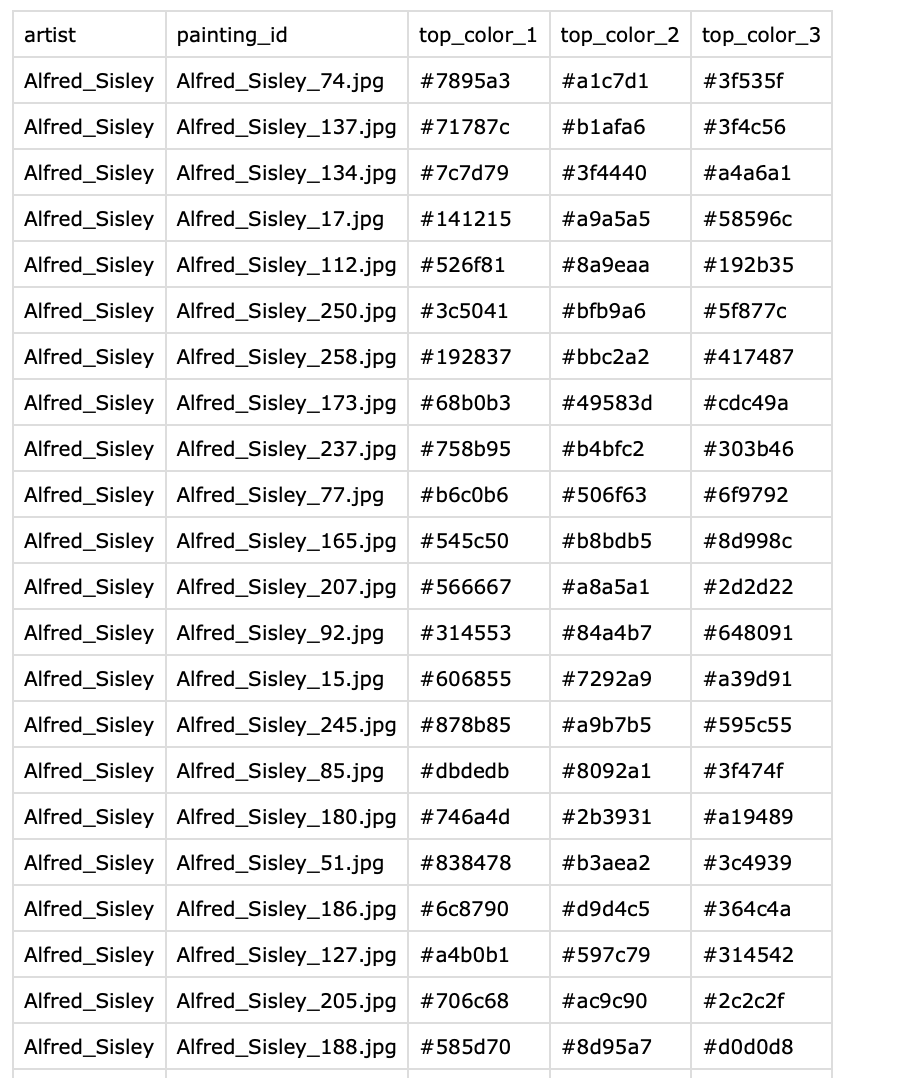 artist painting_id top_color_1 top_color_2 top_color_3
Alfred_Sisley Alfred_Sisley_74.jpg #7895a3 #a1c7d1 #3f535f
Alfred_Sisley Alfred_Sisley_137.jpg #71787c #b1afa6 #3f4c56
Alfred_Sisley Alfred_Sisley_134.jpg #7c7d79 #3f4440 #a4a6a1
Alfred_Sisley Alfred_Sisley_17.jpg #141215 #a9a5a5 #58596c
Alfred_Sisley Alfred_Sisley_112.jpg #526f81 #8a9eaa #192b35
Alfred_Sisley Alfred_Sisley_250.jpg #3c5041 #bfb9a6 #5f877c
Alfred_Sisley Alfred_Sisley_258.jpg #192837 #bbc2a2 #417487
Alfred_Sisley Alfred_Sisley_173.jpg #68b0b3 #49583d #cdc49a
Alfred_Sisley Alfred_Sisley_237.jpg #758b95 #b4bfc2 #303b46
Alfred_Sisley Alfred_Sisley_77.jpg #b6c0b6 #506f63 #6f9792
Alfred_Sisley Alfred_Sisley_165.jpg #545c50 #b8bdb5 #8d998c
Alfred_Sisley Alfred_Sisley_207.jpg #566667 #a8a5a1 #2d2d22
Alfred_Sisley Alfred_Sisley_92.jpg #314553 #84a4b7 #648091
Alfred_Sisley Alfred_Sisley_15.jpg #606855 #7292a9 #a39d91
Alfred_Sisley Alfred_Sisley_245.jpg #878b85 #a9b7b5 #595c55
Alfred_Sisley Alfred_Sisley_85.jpg #dbdedb #8092a1 #3f474f
Alfred_Sisley Alfred_Sisley_180.jpg #746a4d #2b3931 #a19489
Alfred_Sisley Alfred_Sisley_51.jpg #838478 #b3aea2 #3c4939
Alfred_Sisley Alfred_Sisley_186.jpg #6c8790 #d9d4c5 #364c4a
Alfred_Sisley Alfred_Sisley_127.jpg #a4b0b1 #597c79 #314542
Alfred_Sisley Alfred_Sisley_205.jpg #706c68 #ac9c90 #2c2c2f
Alfred_Sisley Alfred_Sisley_188.jpg #585d70 #8d95a7 #d0d0d8